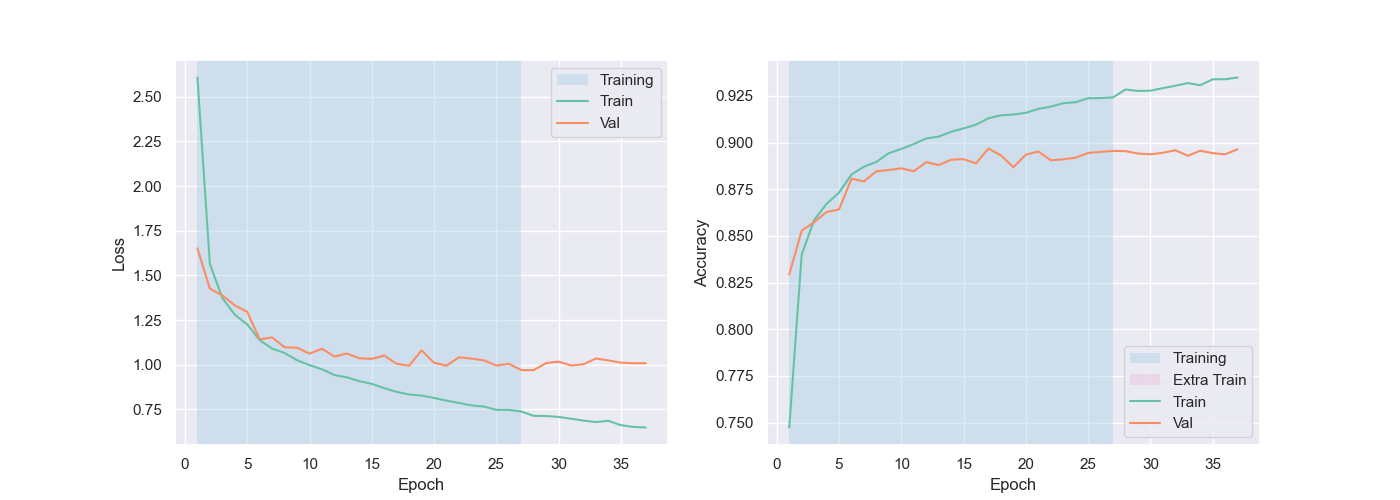 2.50
2.25
2.00
1.75
1.50
1.25
1.00
0.75
Loss
0 5 10 15 20 25 30 35
Epoch
Training
Train
Val
0.925
0.900
0.875
0.850
0.825
0.800
0.775
0.750
Accuracy
0 5 10 15 20 25 30 35
Epoch
Training
Extra Train
Train
Val